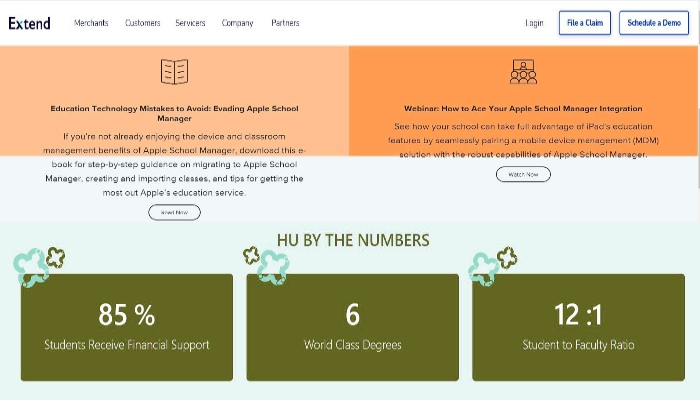 Extend Merchants Customers Servicers Company Partners Login File a Claim Schedule a Demo
Education Technology Mistakes to Avoid: Evading Apple School
Manager
If you're not already enjoying the device and classroom
management benefits of Apple School Manager, download this e-
book for step-by-step guidance on migrating to Apple School
Manager, creating and importing classes, and tips for getting the
most out Apple's education service.
Read Now
Webinar: How to Ace Your Apple School Manager Integration
See how your school can take full advantage of iPad's education
features by seamlessly pairing a mobile device management (MDM)
solution with the robust capabilities of Apple School Manager.
Watch Now
HU BY THE NUMBERS
85 %
Students Receive Financial Support
6
World Class Degrees
12 :1
Student to Faculty Ratio